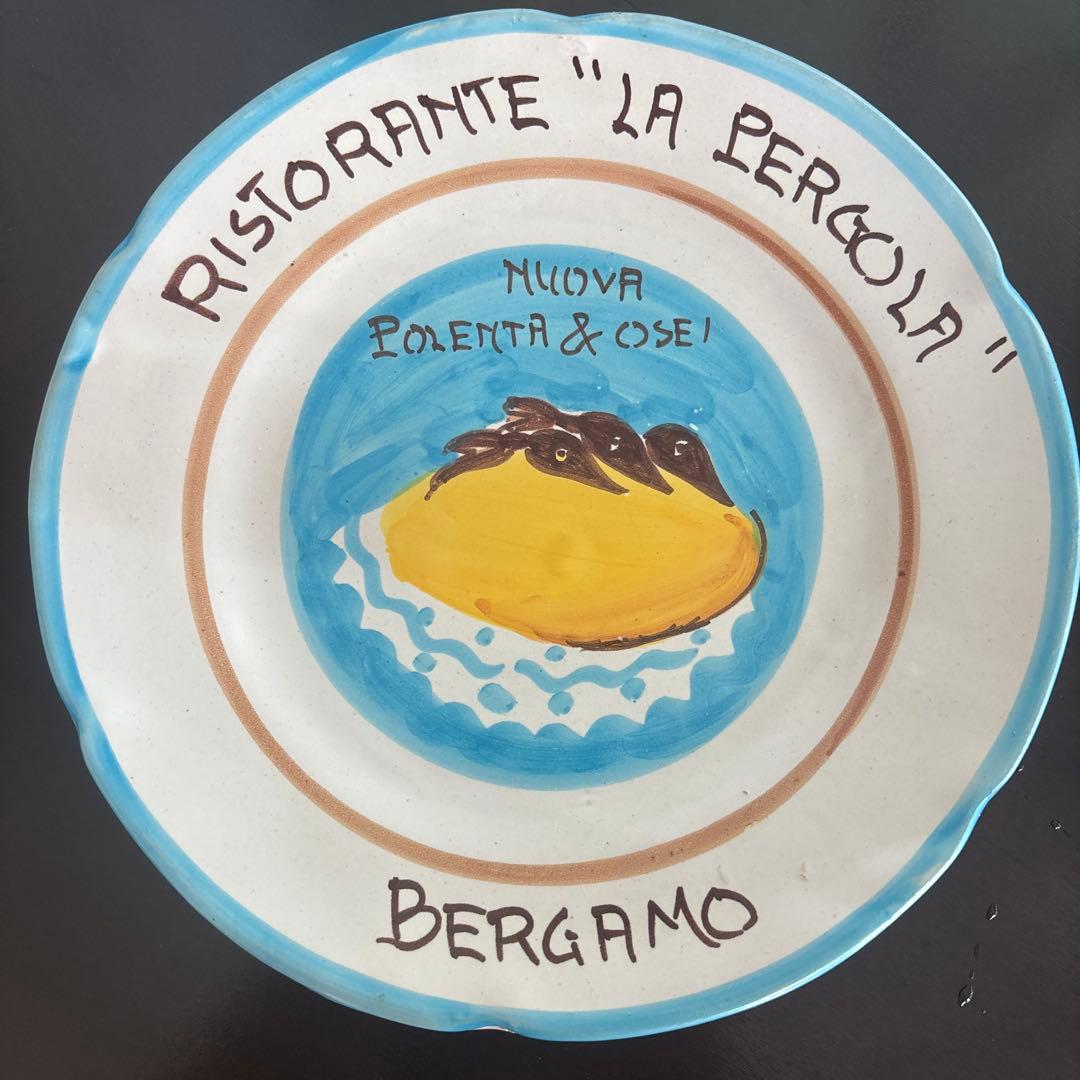 RISTORANTE "LA PERGOLA"
NUOVA
POLENTA & OSEI
BERGAMO